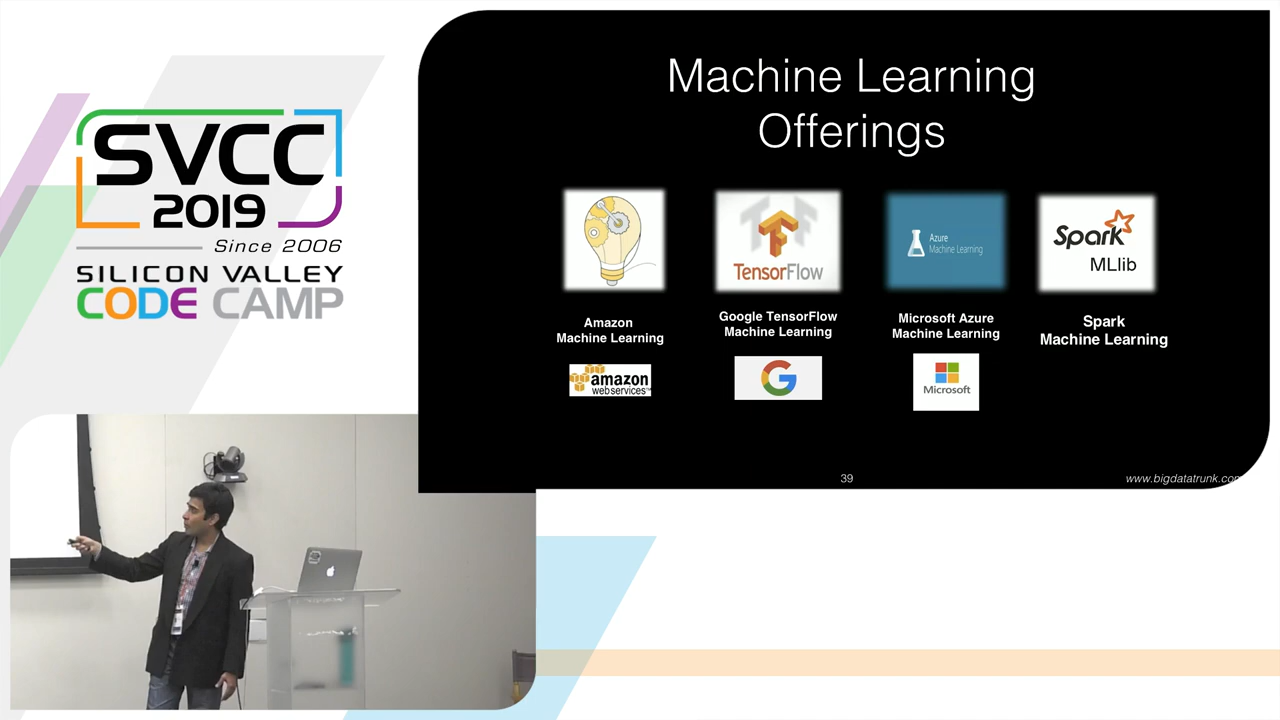 SVCC
2019
Since 2006
SILICON VALLEY
CODE CAMP
Machine Learning
Offerings
TensorFlow
Azure
Machine Learning
Spark
MLlib
Amazon
Machine Learning
Google TensorFlow
Machine Learning
Microsoft Azure
Machine Learning
Spark
Machine Learning
amazon
webservices™
G
Microsoft
39
www.bigdatatrunk.com